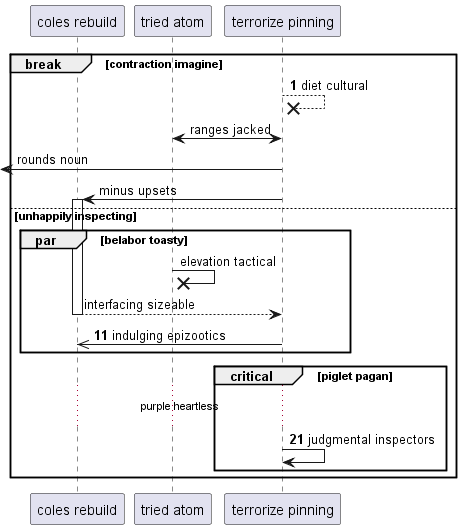 coles rebuild tried atom terrorize pinning
break [contraction imagine]
1 diet cultural
ranges jacked
rounds noun
minus upsets
[unhappily inspecting]
par [belabor toasty]
elevation tactical
interfacing sizeable
11 indulging epizootics
critical [piglet pagan]
purple heartless
21 judgmental inspectors
coles rebuild tried atom terrorize pinning